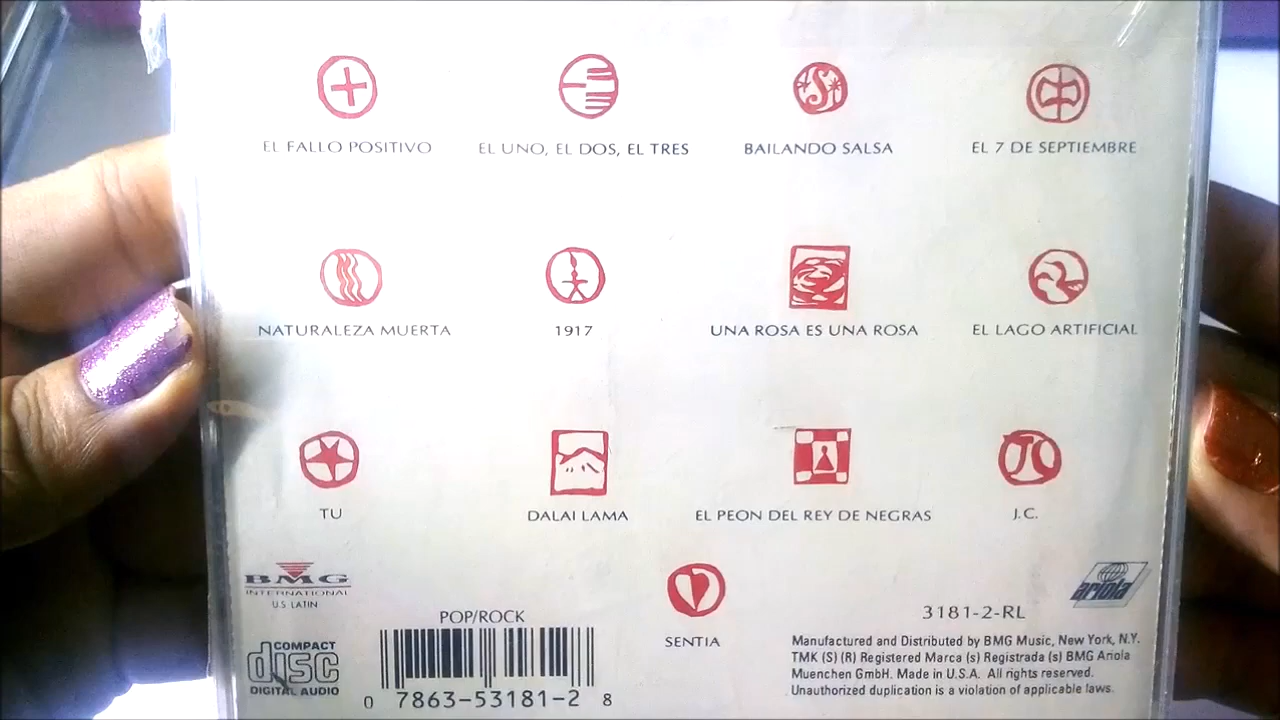 EL FALLO POSITIVO
EL UNO, EL DOS, EL TRES
BAILANDO SALSA
EL 7 DE SEPTIEMBRE
NATURALEZA MUERTA
1917
UNA ROSA ES UNA ROSA
EL LAGO ARTIFICIAL
TU
DALAI LAMA
EL PEON DEL REY DE NEGRAS
JC
J.C.
SENTIA
BMG
INTERNATIONAL
U.S. LATIN
COMPACT
disc
DIGITAL AUDIO
POP/ROCK
0 7863-53181-2 8
ariola
3181-2-RL
Manufactured and Distributed by BMG Music, New York, N.Y.
TMK (S) (R) Registered Marca (s) Registrada (s) BMG Ariola
Muenchen GmbH. Made in U.S.A. All rights reserved.
Unauthorized duplication is a violation of applicable laws.